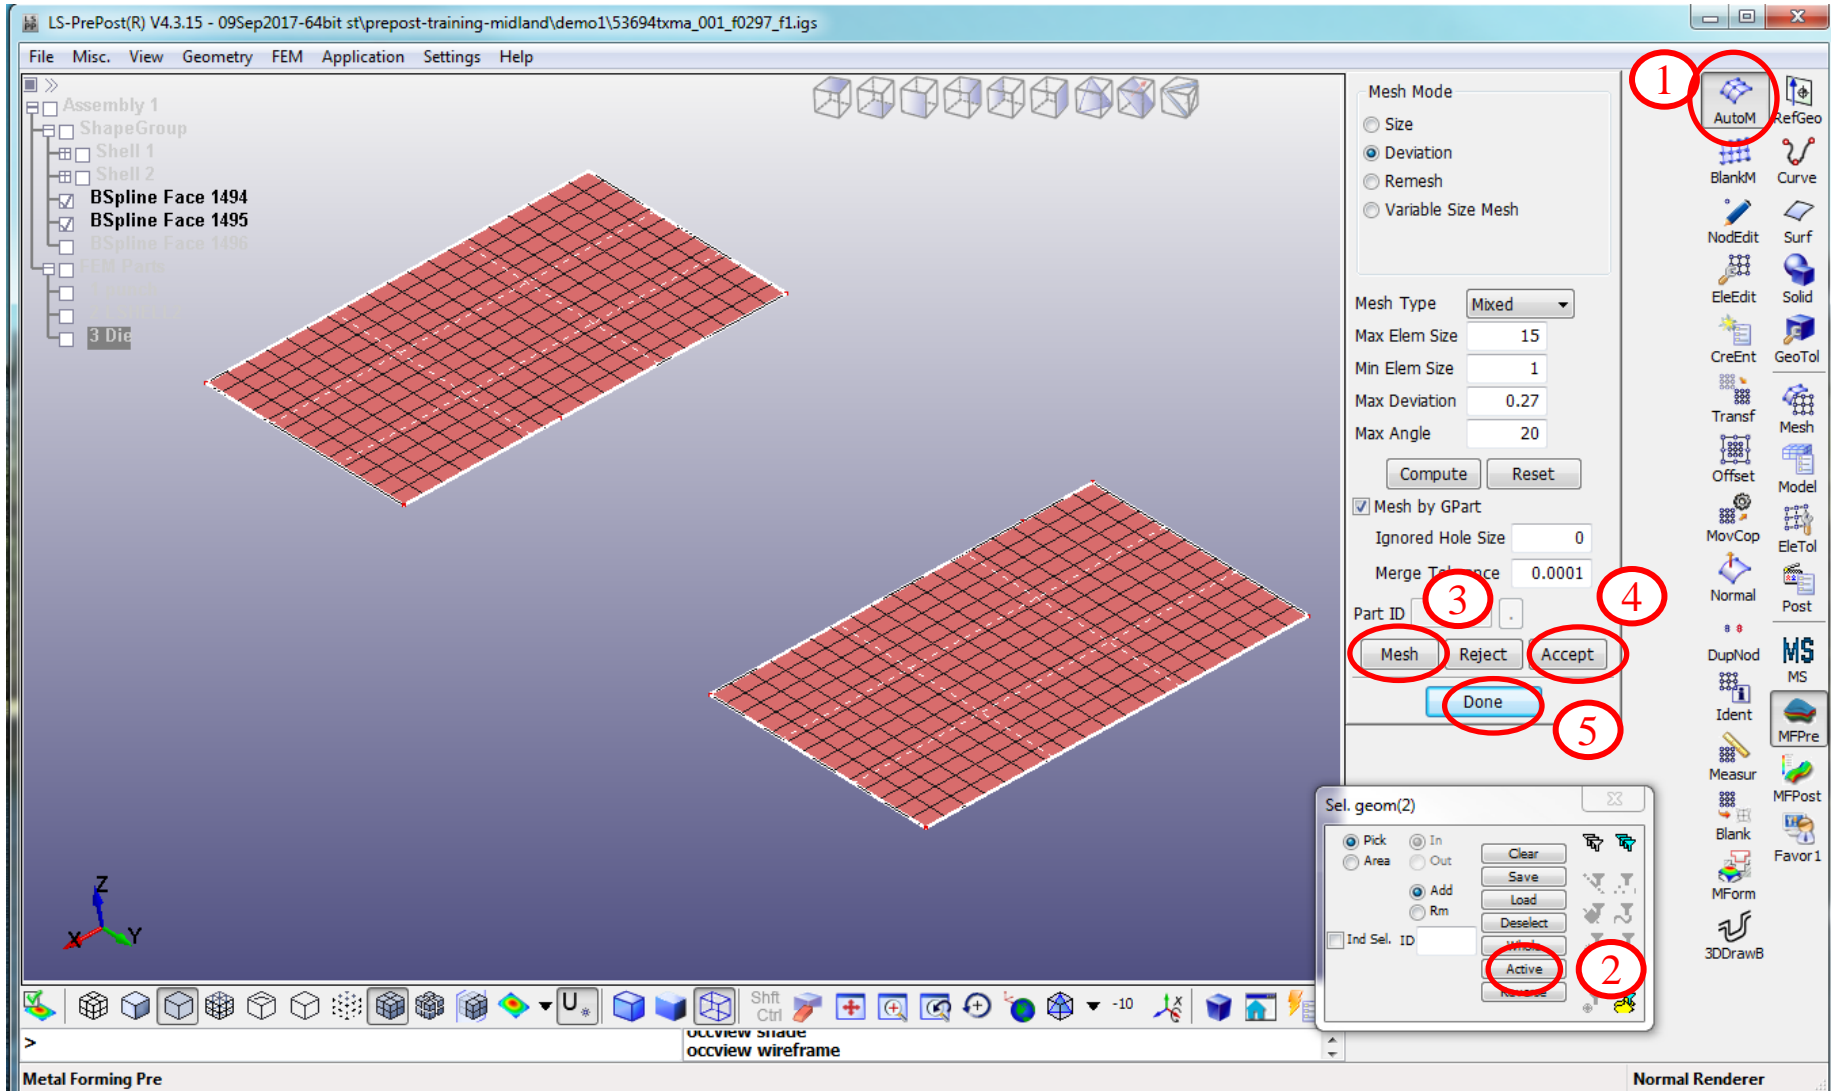 LS-PrePost(R) V4.3.15 - 09Sep2017-64bit st\prepost-training-midland\demo1\53694txma_001_f0297_f1.igs
File Misc. View Geometry FEM Application Settings Help
Assembly 1
ShapeGroup
Shell 1
Shell 2
BSpline Face 1494
BSpline Face 1495
BSpline Face 1496
FEM Parts
3 Die
Z
X
Y
Mesh Mode
Size
Deviation
Remesh
Variable Size Mesh
Mesh Type Mixed
Max Elem Size 15
Min Elem Size 1
Max Deviation 0.27
Max Angle 20
Compute Reset
Mesh by GPart
Ignored Hole Size 0
Merge Tolerance 0.0001
Part ID .
3
4
Mesh Reject Accept
Done
5
1
AutoM RefGeo
BlankM Curve
NodEdit Surf
EleEdit Solid
CreEnt GeoTol
Transf Mesh
Offset Model
MovCop EleTol
Normal Post
DupNod MS
MS
Ident MFPre
Measur MFPost
Blank Favor1
MForm
3DDrawB
Sel. geom(2)
Pick In Clear
Area Out Save
Add Load
Rm Deselect
Ind Sel. ID Whole
Active
2
Reverse
Shft
Ctrl
-10
>
occview shade
occview wireframe
Metal Forming Pre Normal Renderer